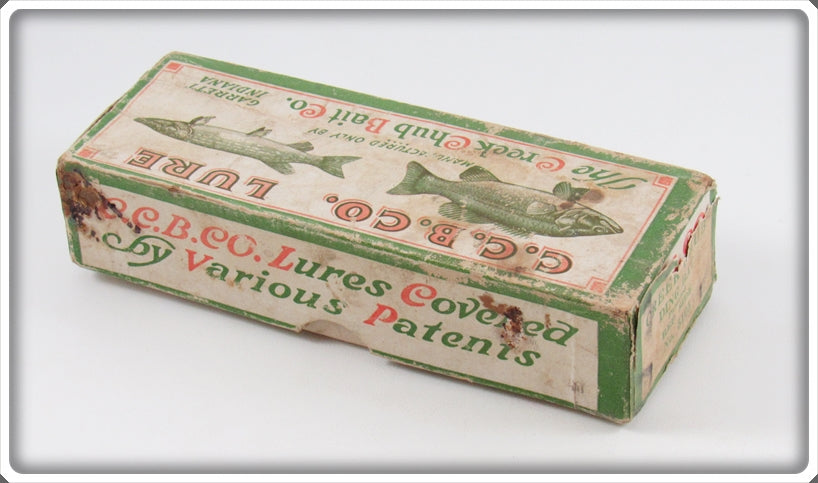 C.C.B.CO. LURE
MANUFACTURED ONLY BY
The Creek Chub Bait Co.
GARRETT
INDIANA
C.C.B.CO. Lures Covered
by Various Patents